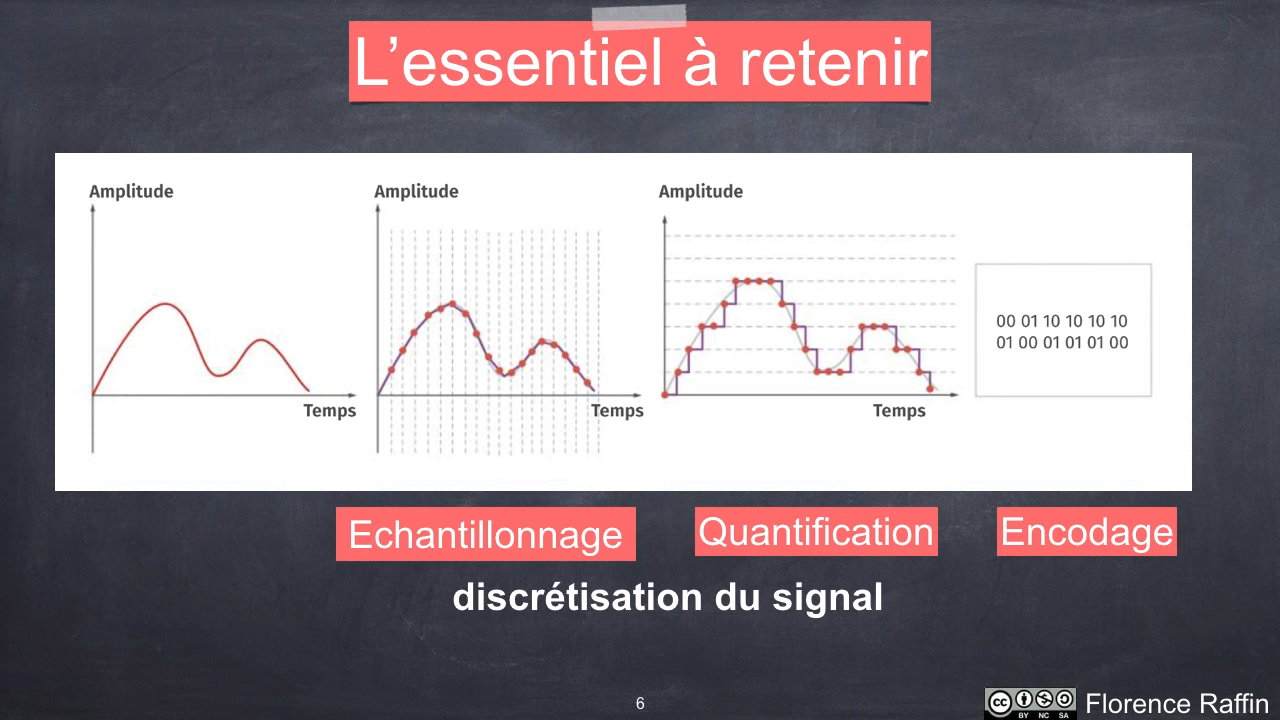 L’essentiel à retenir
Amplitude
Temps
Amplitude
Temps
Amplitude
Temps
00 01 10 10 10 10
01 00 01 01 01 00
Echantillonnage
Quantification
Encodage
discrétisation du signal
6
cc
BY NC SA
Florence Raffin